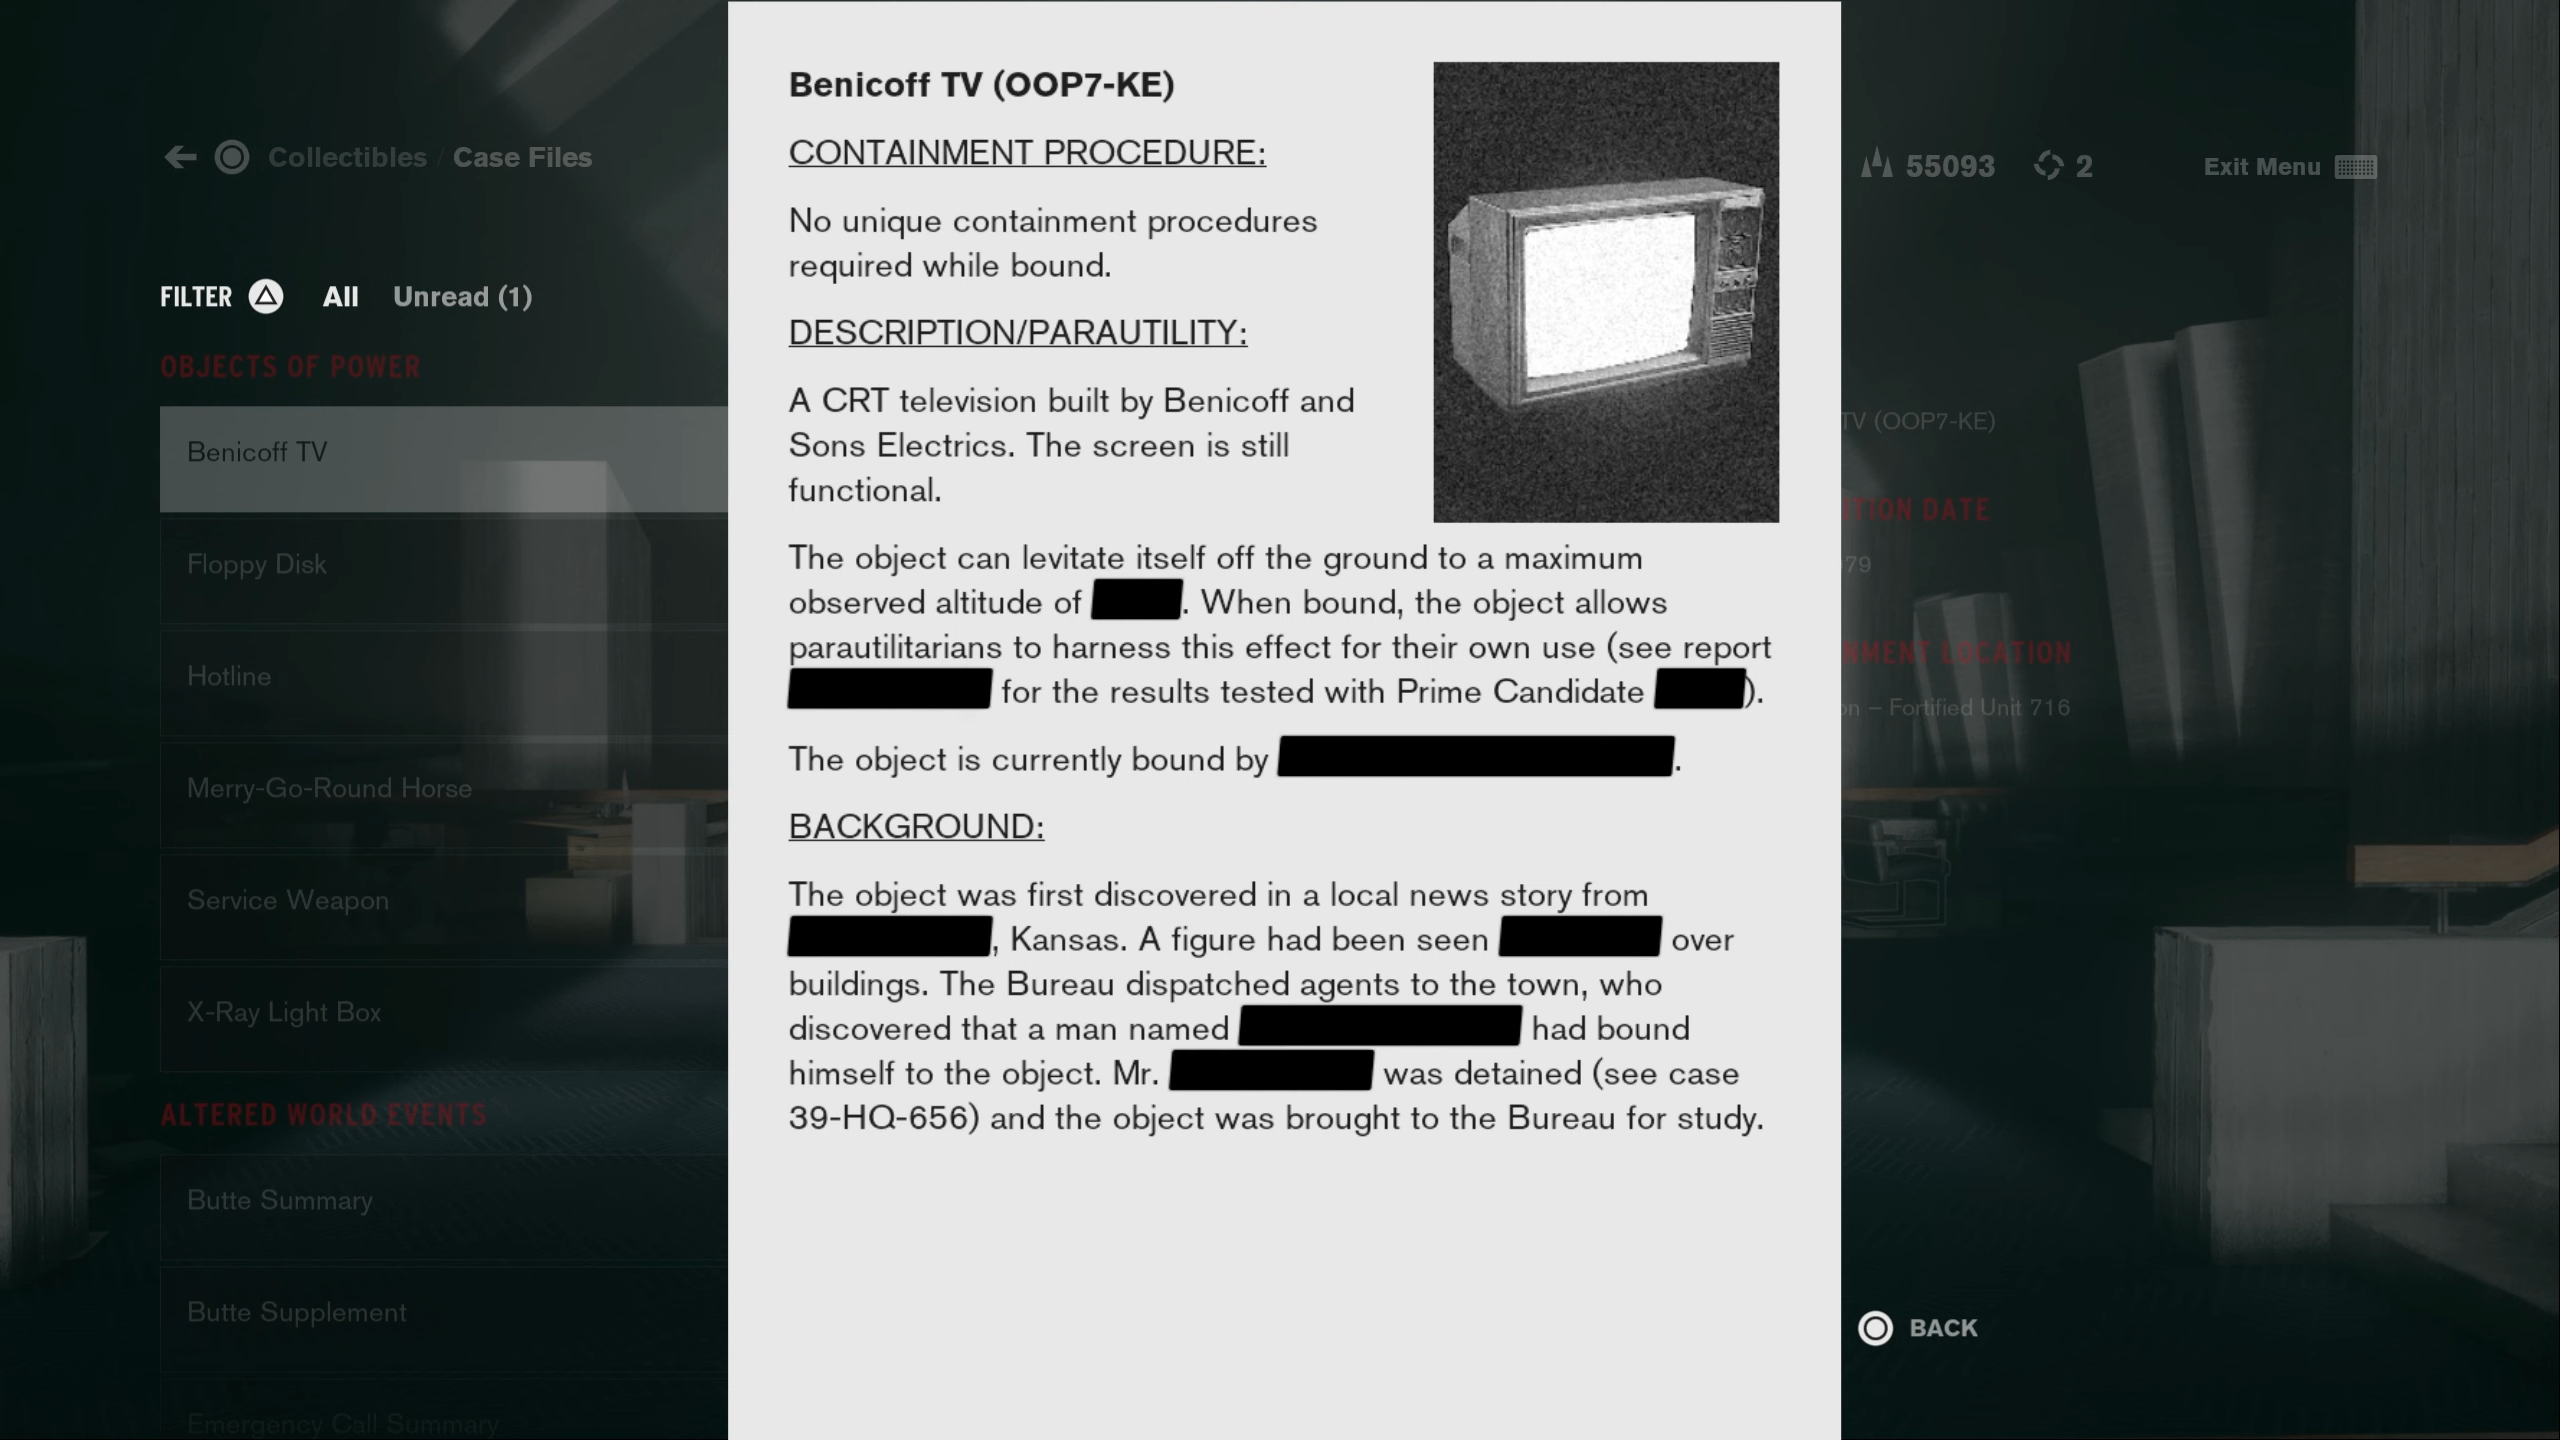 Collectibles / Case Files
55093
2
Exit Menu
FILTER All Unread (1)
OBJECTS OF POWER
Benicoff TV
Floppy Disk
Hotline
Merry-Go-Round Horse
Service Weapon
X-Ray Light Box
ALTERED WORLD EVENTS
Butte Summary
Butte Supplement
Emergency Call Summary
Benicoff TV (OOP7-KE)
CONTAINMENT PROCEDURE:
No unique containment procedures
required while bound.
DESCRIPTION/PARAUTILITY:
A CRT television built by Benicoff and
Sons Electrics. The screen is still
functional.
The object can levitate itself off the ground to a maximum
observed altitude of . When bound, the object allows
parautilitarians to harness this effect for their own use (see report
for the results tested with Prime Candidate ).
The object is currently bound by .
BACKGROUND:
The object was first discovered in a local news story from
, Kansas. A figure had been seen over
buildings. The Bureau dispatched agents to the town, who
discovered that a man named had bound
himself to the object. Mr. was detained (see case
39-HQ-656) and the object was brought to the Bureau for study.
TV (OOP7-KE)
DATE
79
LOCATION
– Fortified Unit 716
BACK